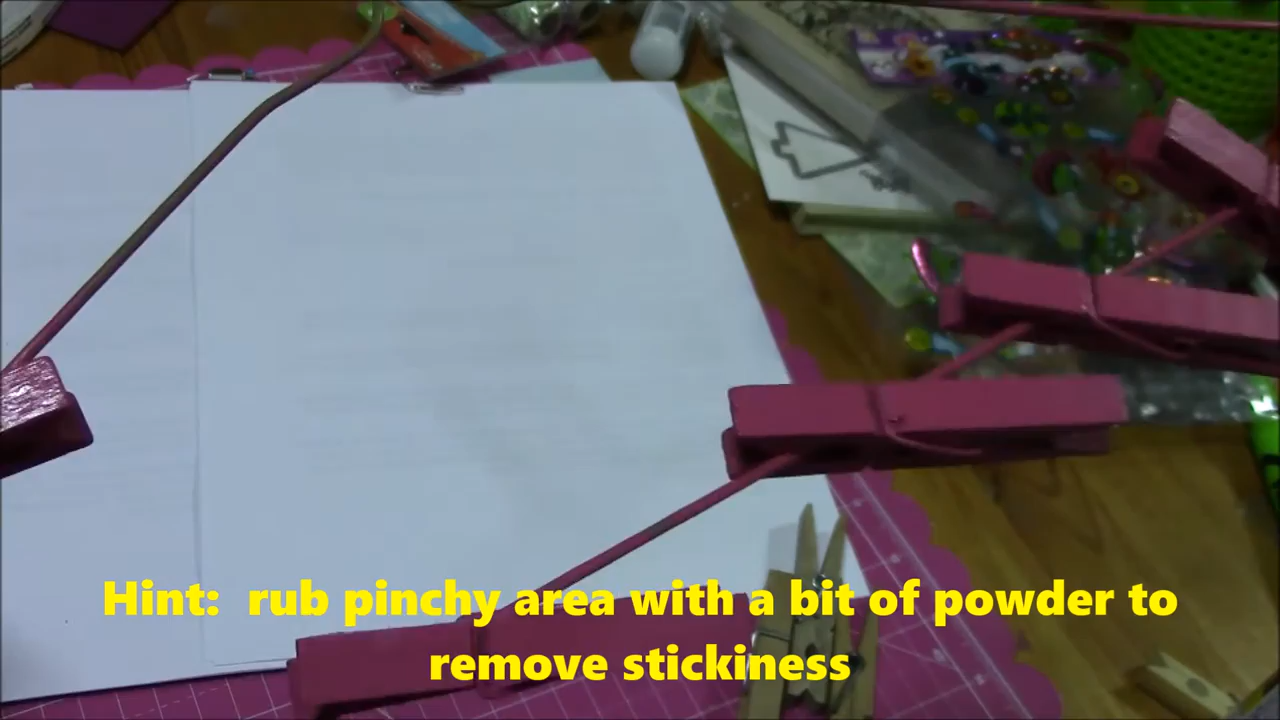 Hint:  rub pinchy area with a bit of powder to
remove stickiness